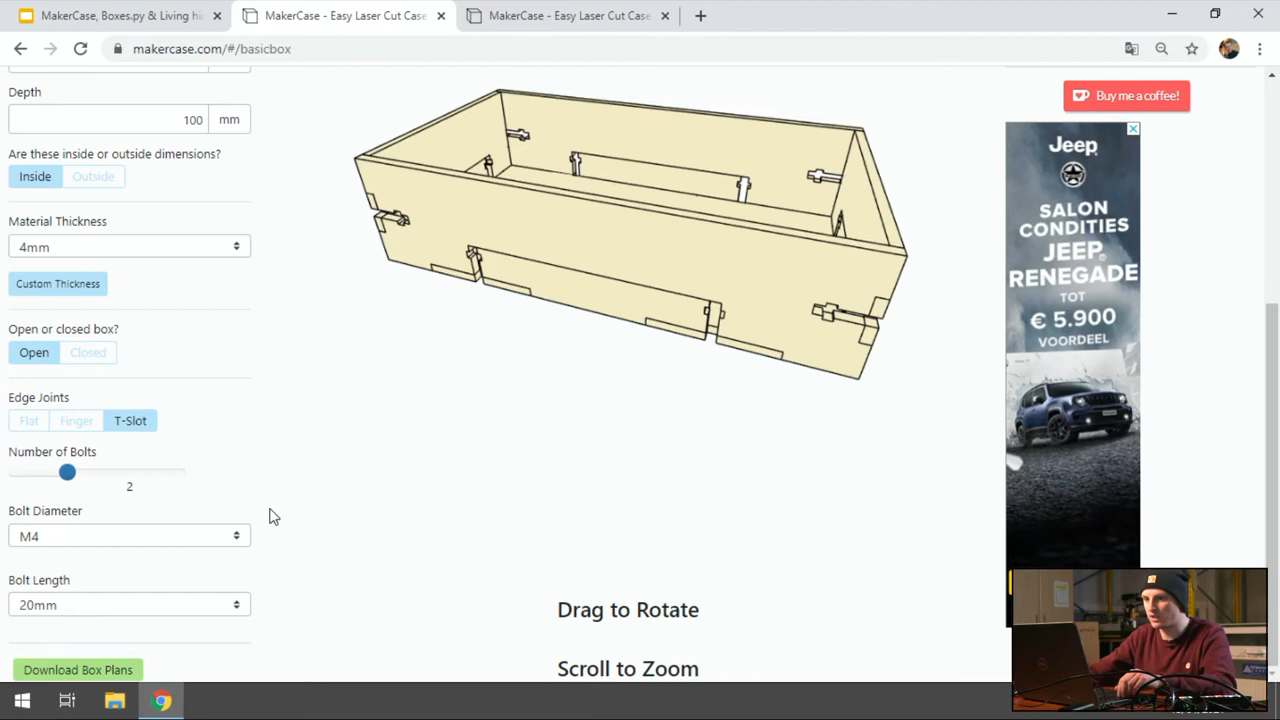 MakerCase, Boxes.py & Living hi
MakerCase - Easy Laser Cut Case
MakerCase - Easy Laser Cut Case
makercase.com/#/basicbox
Depth
100 mm
Are these inside or outside dimensions?
Inside Outside
Material Thickness
4mm
Custom Thickness
Open or closed box?
Open Closed
Edge Joints
Flat Finger T-Slot
Number of Bolts
2
Bolt Diameter
M4
Bolt Length
20mm
Download Box Plans
Drag to Rotate
Scroll to Zoom
Buy me a coffee!
Jeep
SALON
CONDITIES
JEEP
RENEGADE
TOT
€ 5.900
VOORDEEL